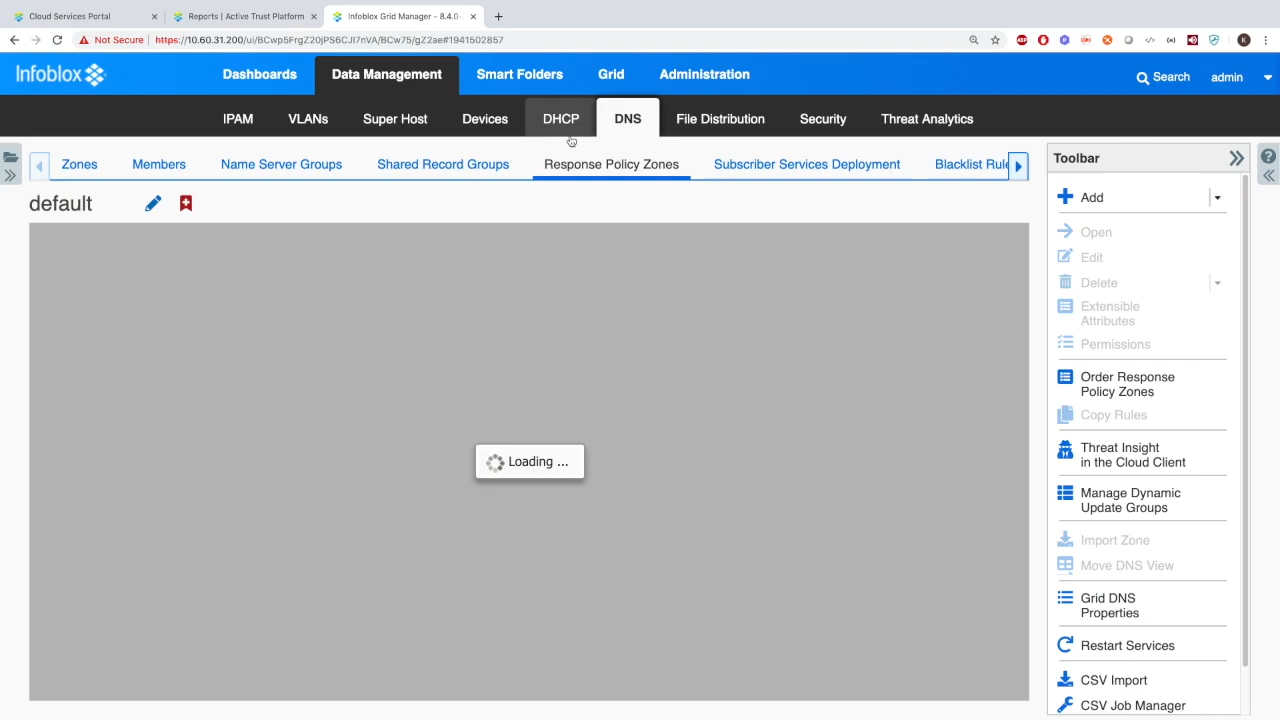 Cloud Services Portal
Reports | Active Trust Platform
Infoblox Grid Manager - 8.4.0-
Not Secure | https://10.60.31.200/ui/BCwp5FrgZ20jPS6CJI7nVA/BCw75/gZ2ae#1941502857
ABP
Infoblox
Dashboards
Data Management
Smart Folders
Grid
Administration
Search
admin
IPAM
VLANs
Super Host
Devices
DHCP
DNS
File Distribution
Security
Threat Analytics
Zones
Members
Name Server Groups
Shared Record Groups
Response Policy Zones
Subscriber Services Deployment
Blacklist Rule
default
Loading ...
Toolbar
Add
Open
Edit
Delete
Extensible
Attributes
Permissions
Order Response
Policy Zones
Copy Rules
Threat Insight
in the Cloud Client
Manage Dynamic
Update Groups
Import Zone
Move DNS View
Grid DNS
Properties
Restart Services
CSV Import
CSV Job Manager